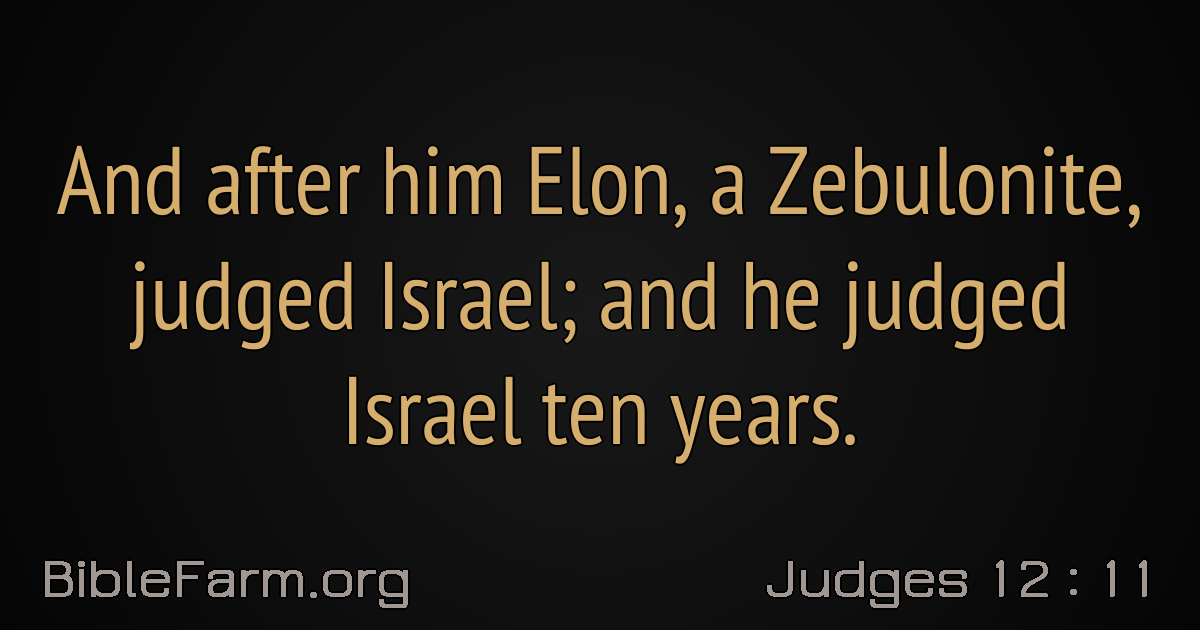 And after him Elon, a Zebulonite,
judged Israel; and he judged
Israel ten years.
BibleFarm.org
Judges 12 : 11